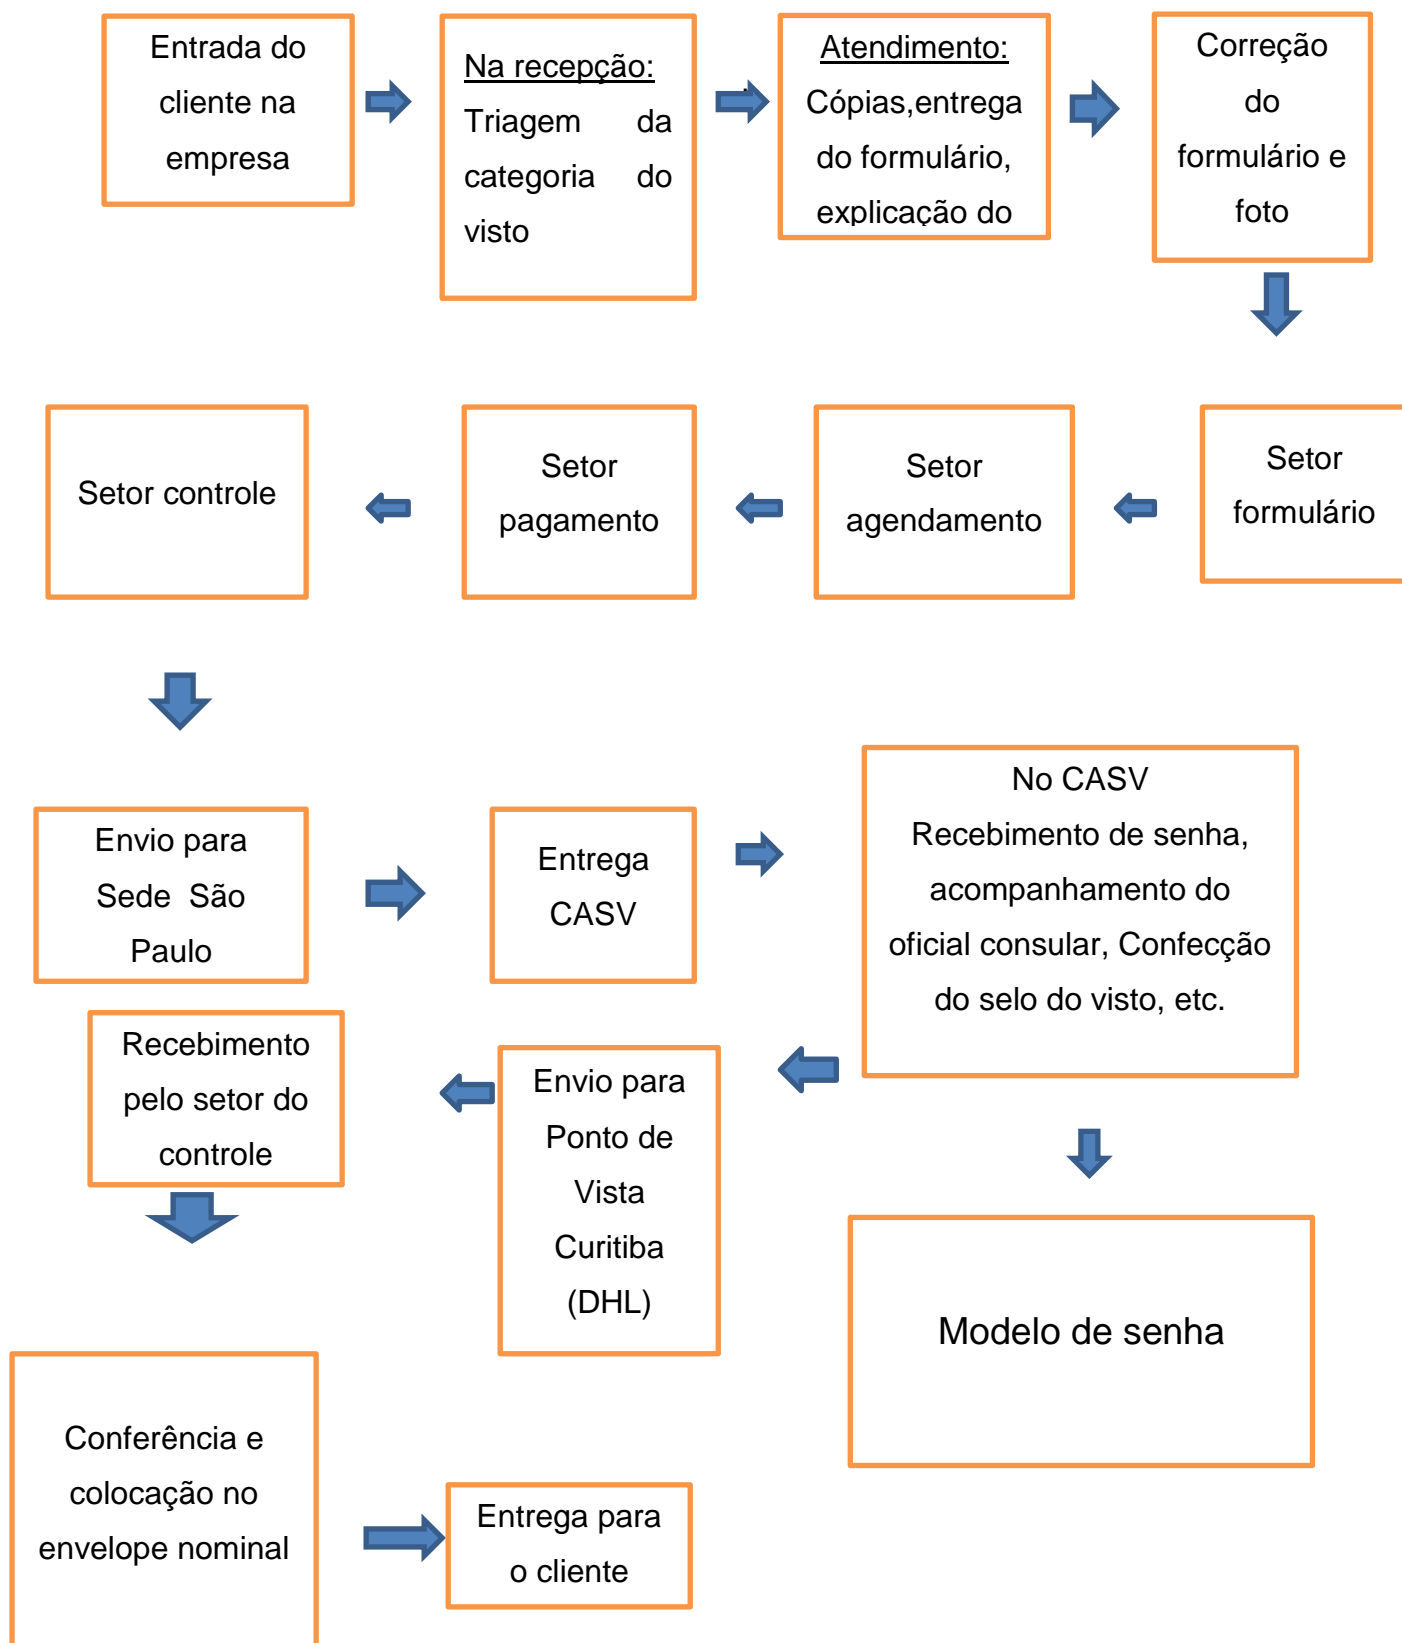 Entrada do
cliente na
empresa
Na recepção:
Triagem da
categoria do
visto
Atendimento:
Cópias,entrega
do formulário,
explicação do
Correção
do
formulário e
foto
Setor
formulário
Setor
agendamento
Setor
pagamento
Setor controle
Envio para
Sede São
Paulo
Entrega
CASV
No CASV
Recebimento de senha,
acompanhamento do
oficial consular, Confecção
do selo do visto, etc.
Modelo de senha
Envio para
Ponto de
Vista
Curitiba
(DHL)
Recebimento
pelo setor do
controle
Conferência e
colocação no
envelope nominal
Entrega para
o cliente